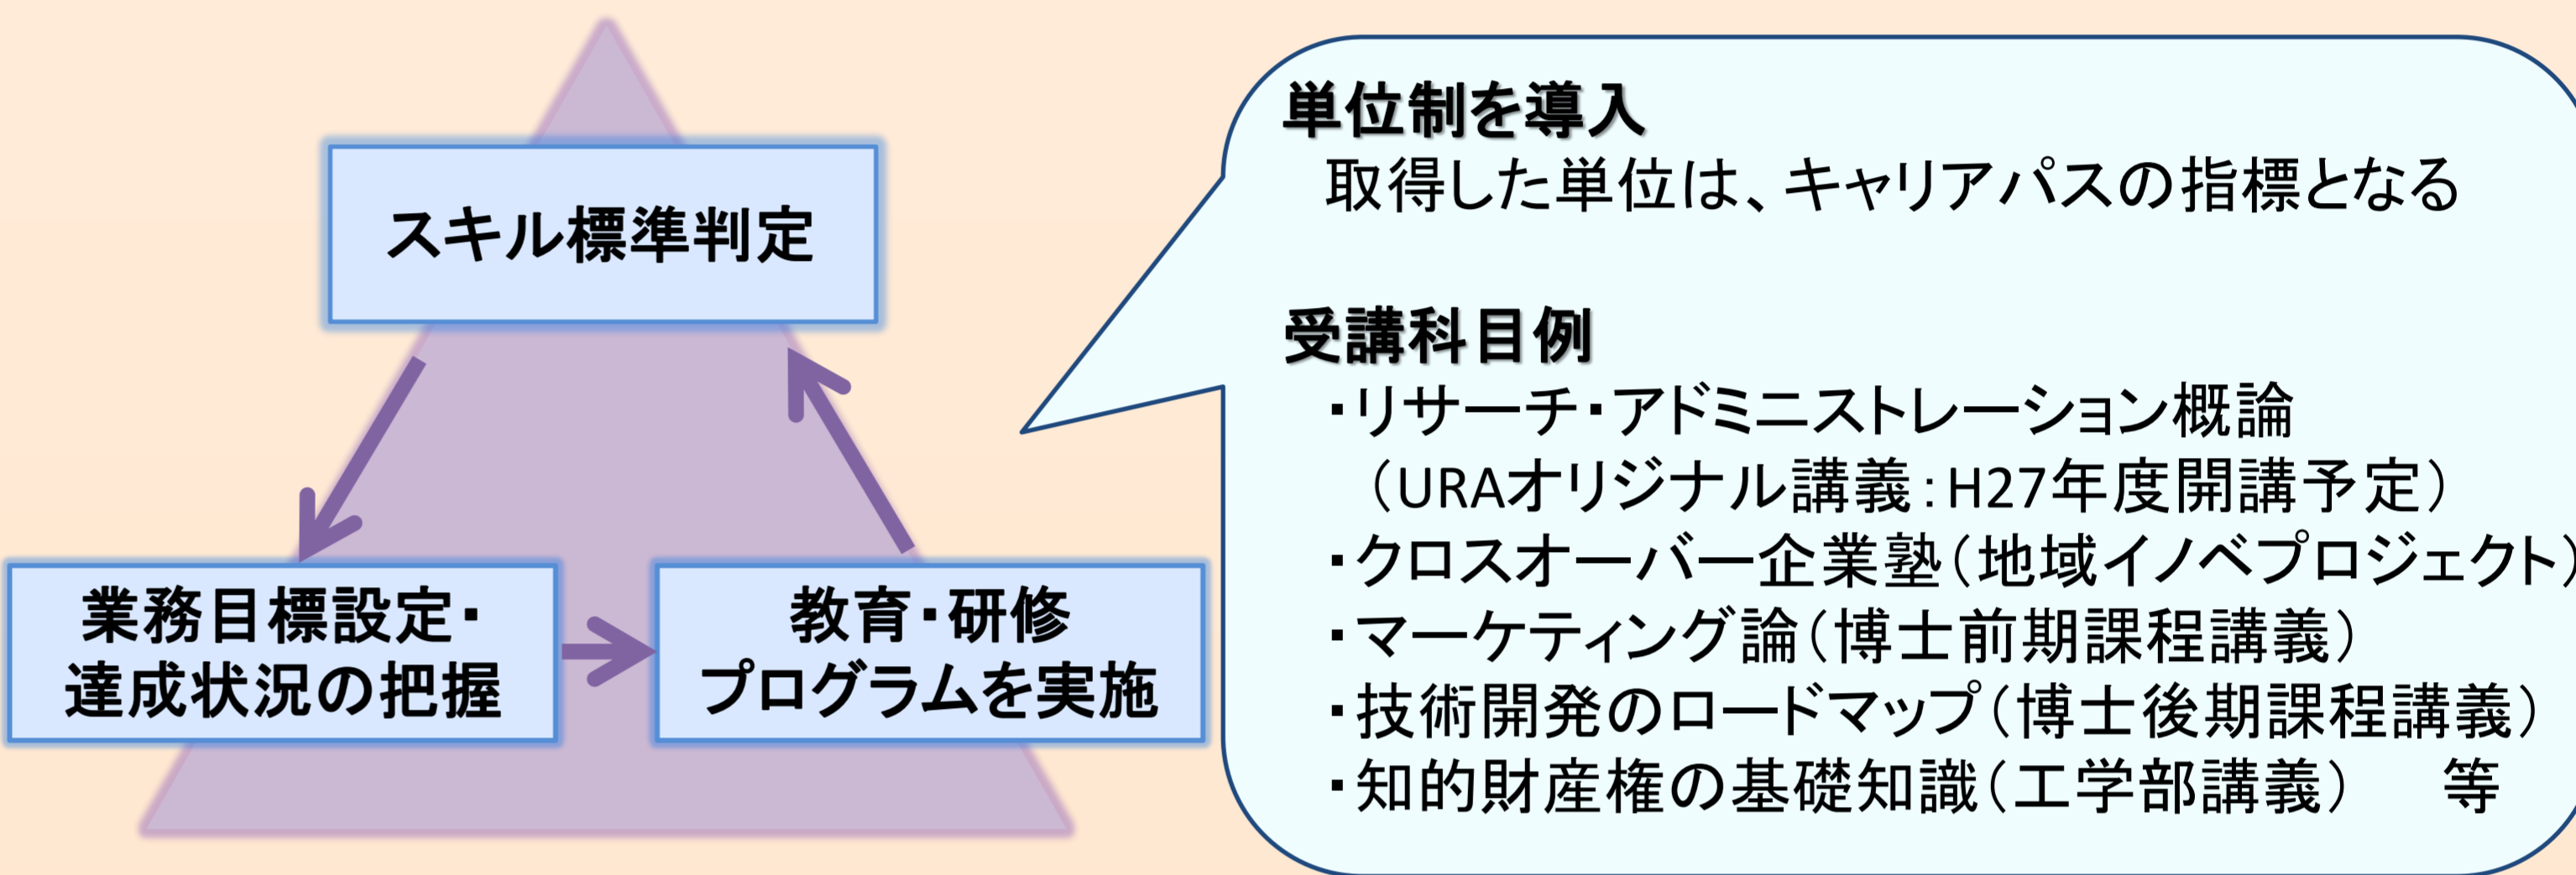 スキル標準判定
業務目標設定・
達成状況の把握
教育・研修
プログラムを実施
単位制を導入
取得した単位は、キャリアパスの指標となる
受講科目例
・リサーチ・アドミニストレーション概論
（URAオリジナル講義：H27年度開講予定）
・クロスオーバー企業塾（地域イノベプロジェクト）
・マーケティング論（博士前期課程講義）
・技術開発のロードマップ（博士後期課程講義）
・知的財産権の基礎知識（工学部講義）　等